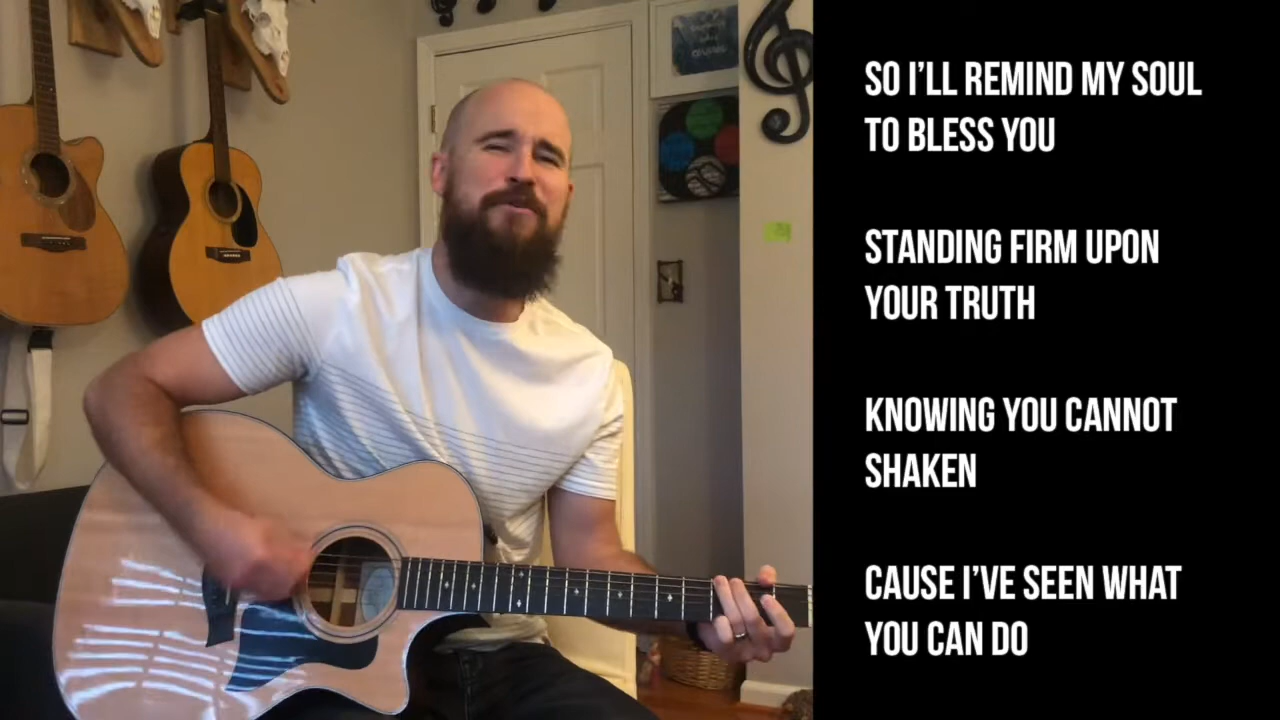 SO I'LL REMIND MY SOUL
TO BLESS YOU
STANDING FIRM UPON
YOUR TRUTH
KNOWING YOU CANNOT
SHAKEN
CAUSE I'VE SEEN WHAT
YOU CAN DO